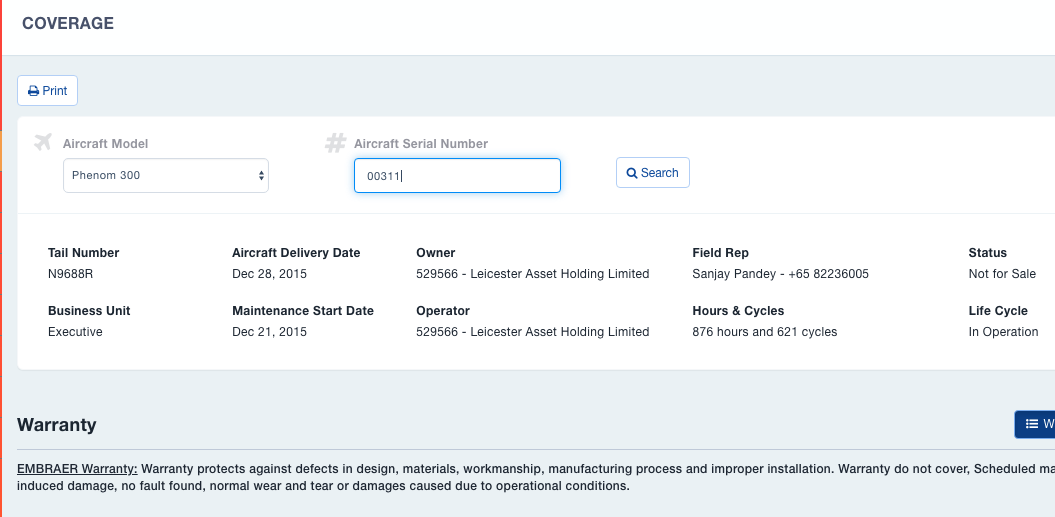 COVERAGE
Print
Aircraft Model
Aircraft Serial Number
Phenom 300
00311
Search
Tail Number
Aircraft Delivery Date
Owner
Field Rep
Status
N9688R
Dec 28, 2015
529566 - Leicester Asset Holding Limited
Sanjay Pandey - +65 82236005
Not for Sale
Business Unit
Maintenance Start Date
Operator
Hours & Cycles
Life Cycle
Executive
Dec 21, 2015
529566 - Leicester Asset Holding Limited
876 hours and 621 cycles
In Operation
Warranty
W
EMBRAER Warranty: Warranty protects against defects in design, materials, workmanship, manufacturing process and improper installation. Warranty do not cover, Scheduled ma
induced damage, no fault found, normal wear and tear or damages caused due to operational conditions.